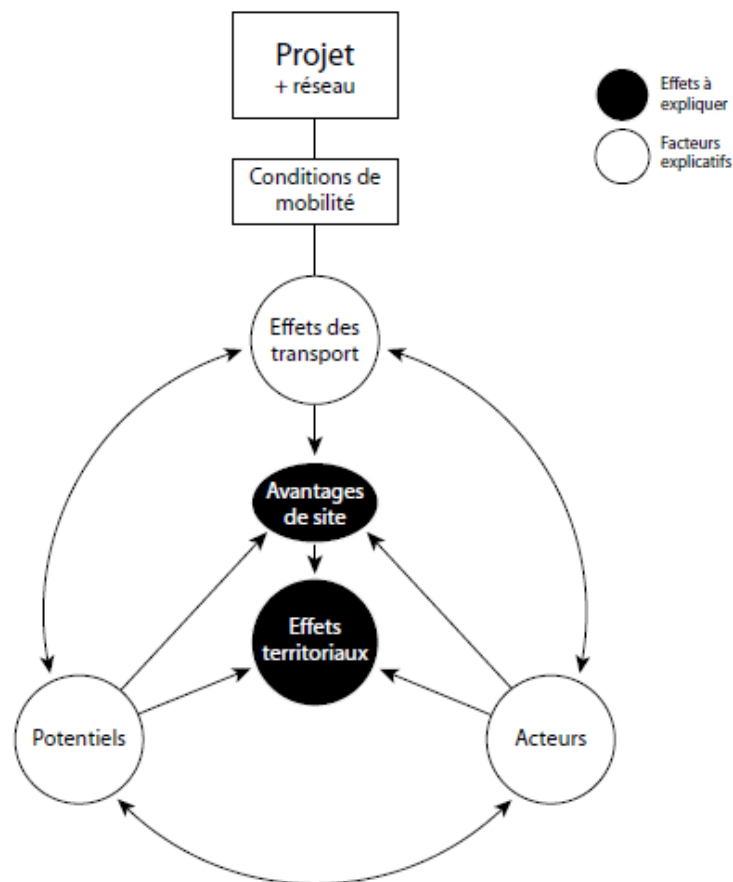 Projet
+ réseau
Effets à
expliquer
Facteurs
explicatifs
Conditions de
mobilité
Effets des
transport
Avantages
de site
Effets
territoriaux
Potentiels
Acteurs